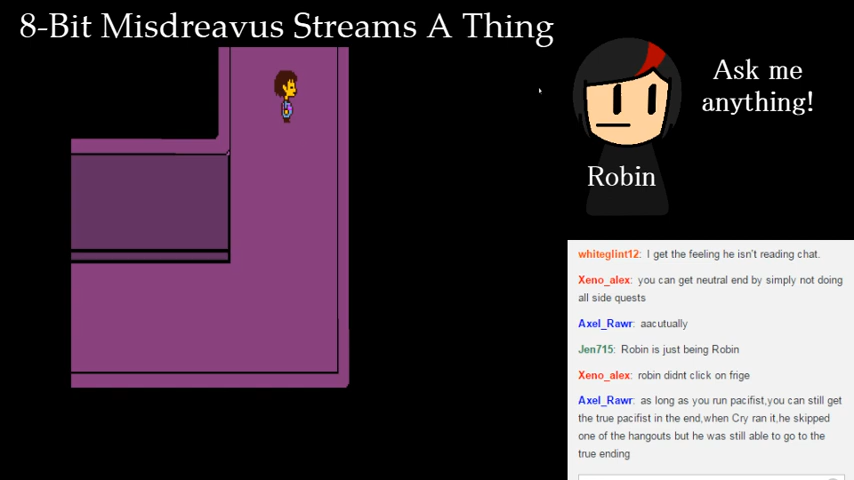 8-Bit Misdreavus Streams A Thing
Ask me
anything!
Robin
whiteglint12: I get the feeling he isn't reading chat.
Xeno_alex: you can get neutral end by simply not doing
all side quests
Axel_Rawr: aacutually
Jen715: Robin is just being Robin
Xeno_alex: robin didnt click on frige
Axel_Rawr: as long as you run pacifist,you can still get
the true pacifist in the end,when Cry ran it,he skipped
one of the hangouts but he was still able to go to the
true ending